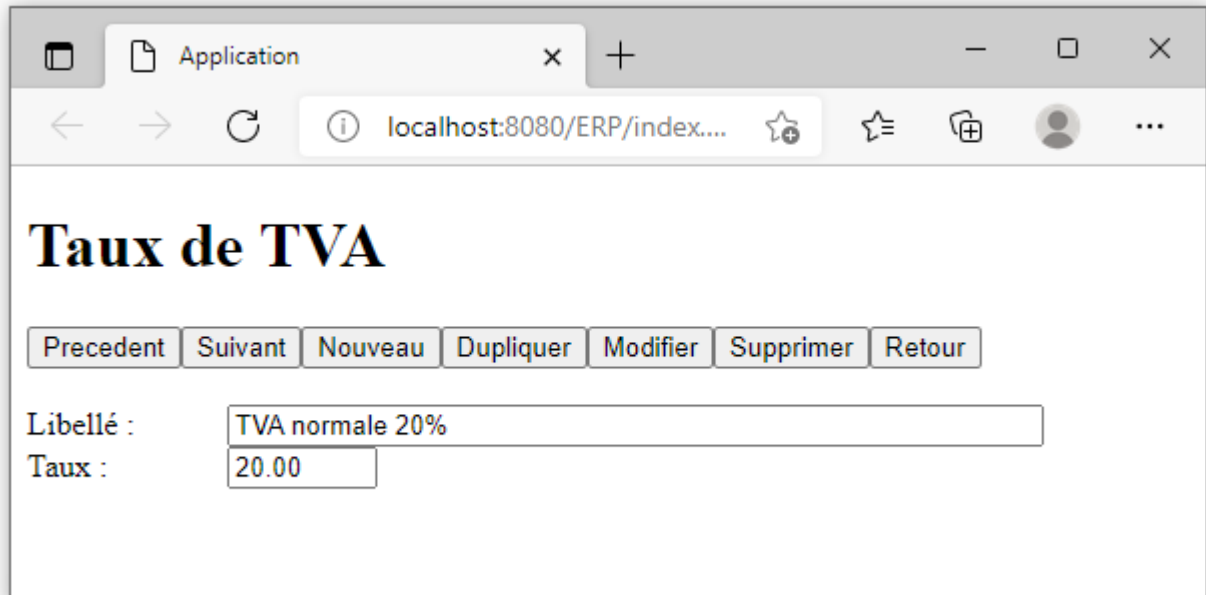 Application
localhost:8080/ERP/index....
Taux de TVA
Precedent Suivant Nouveau Dupliquer Modifier Supprimer Retour
Libellé : TVA normale 20%
Taux : 20.00